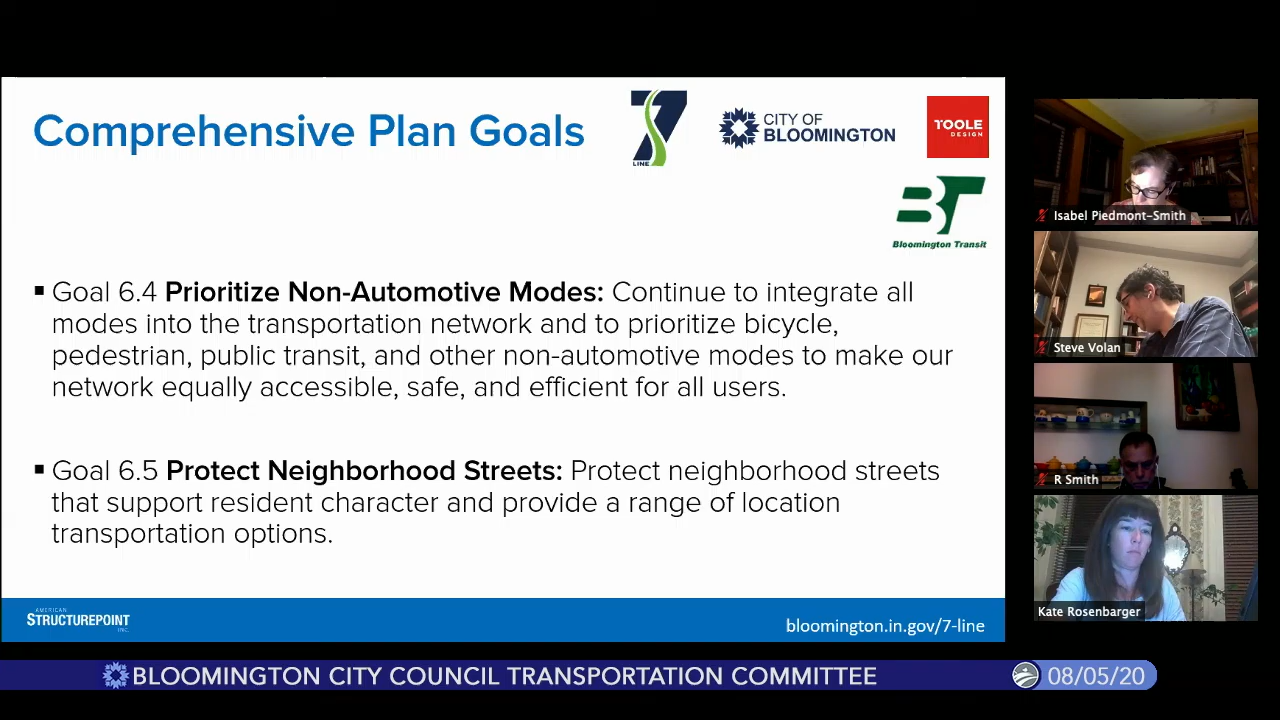 Comprehensive Plan Goals
7
LINE
CITY OF
BLOOMINGTON
TOOLE
DESIGN
BT
Bloomington Transit
▪ Goal 6.4 Prioritize Non-Automotive Modes: Continue to integrate all
modes into the transportation network and to prioritize bicycle,
pedestrian, public transit, and other non-automotive modes to make our
network equally accessible, safe, and efficient for all users.
▪ Goal 6.5 Protect Neighborhood Streets: Protect neighborhood streets
that support resident character and provide a range of location
transportation options.
AMERICAN
STRUCTUREPOINT
INC.
bloomington.in.gov/7-line
Isabel Piedmont-Smith
Steve Volan
R Smith
Kate Rosenbarger
BLOOMINGTON CITY COUNCIL TRANSPORTATION COMMITTEE
08/05/20